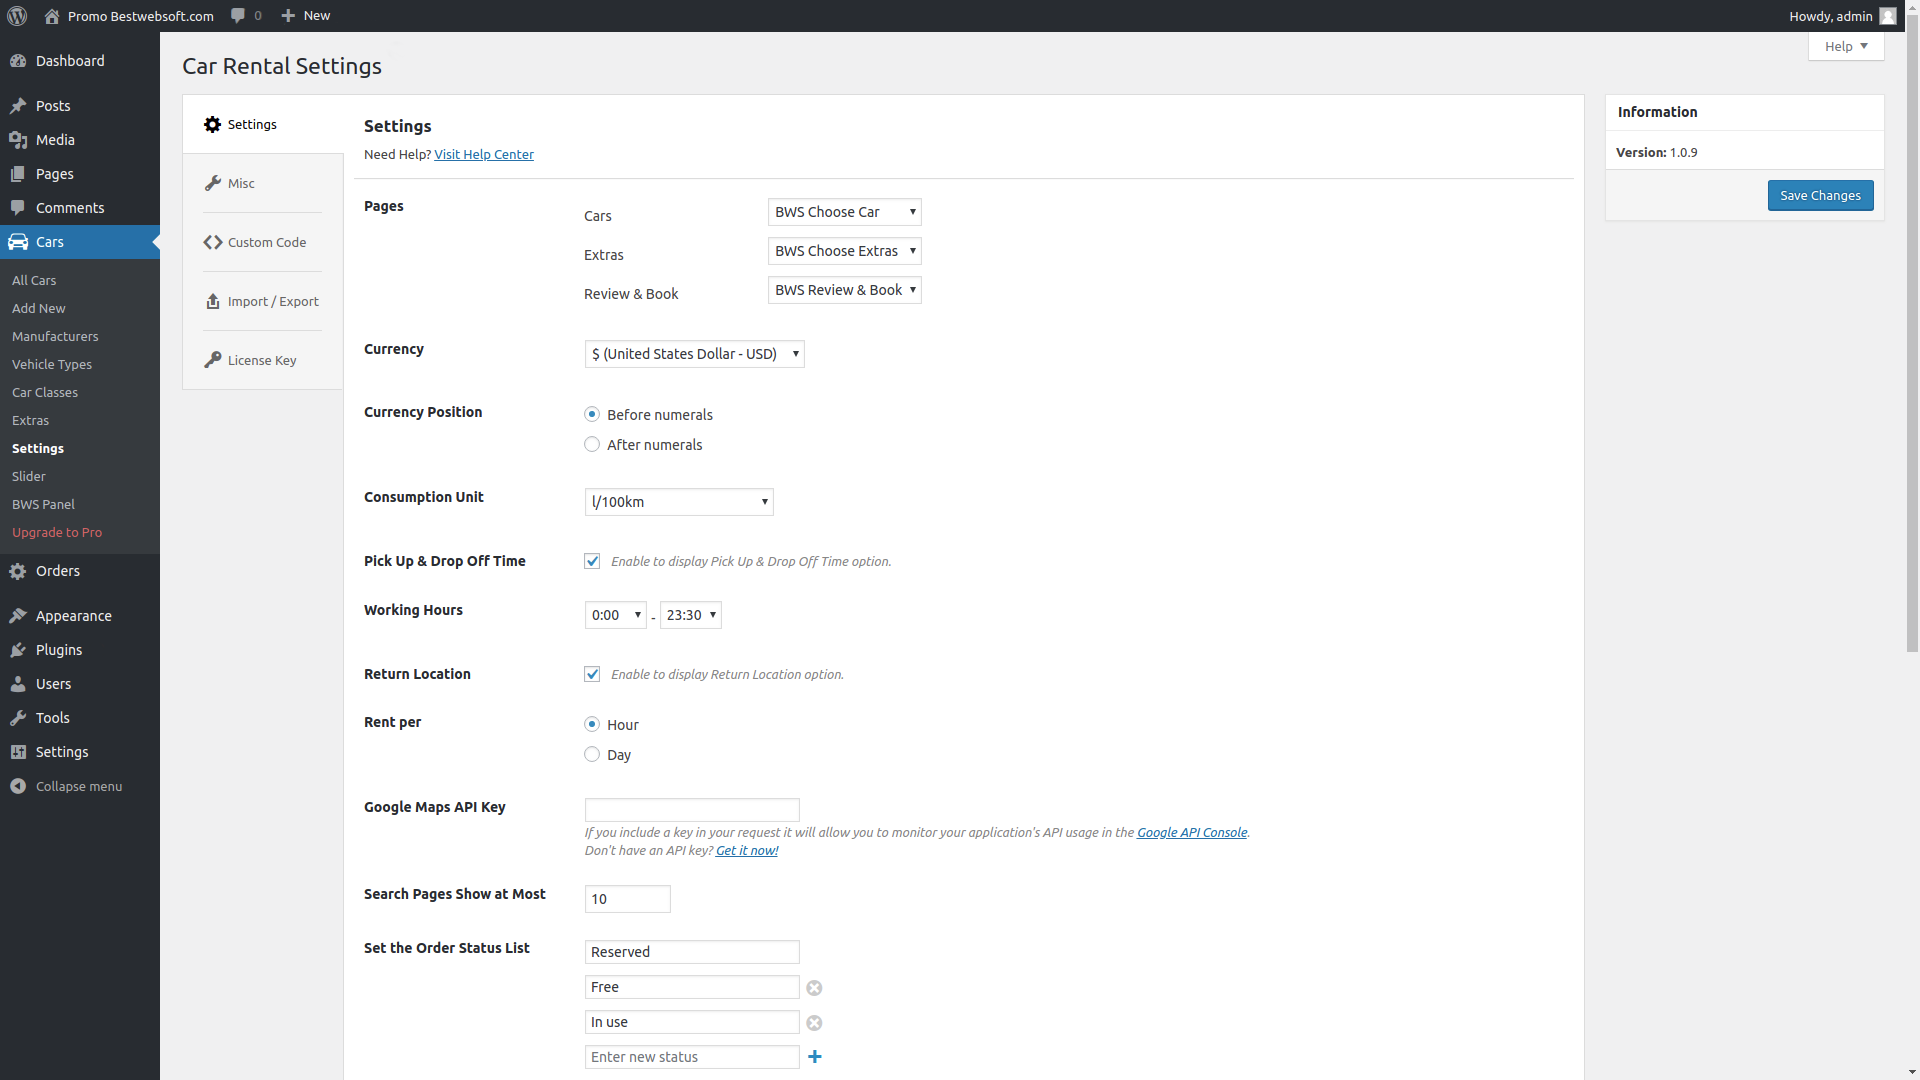 Promo Bestwebsoft.com 0 New Howdy, admin
Help ▼
Dashboard
Posts
Media
Pages
Comments
Cars
All Cars
Add New
Manufacturers
Vehicle Types
Car Classes
Extras
Settings
Slider
BWS Panel
Upgrade to Pro
Orders
Appearance
Plugins
Users
Tools
Settings
Collapse menu
Car Rental Settings
Settings
Misc
Custom Code
Import / Export
License Key
Settings
Need Help? Visit Help Center
Pages
Cars BWS Choose Car
Extras BWS Choose Extras
Review & Book BWS Review & Book
Currency $ (United States Dollar - USD)
Currency Position Before numerals
After numerals
Consumption Unit l/100km
Pick Up & Drop Off Time Enable to display Pick Up & Drop Off Time option.
Working Hours 0:00 - 23:30
Return Location Enable to display Return Location option.
Rent per Hour
Day
Google Maps API Key
If you include a key in your request it will allow you to monitor your application's API usage in the Google API Console.
Don't have an API key? Get it now!
Search Pages Show at Most 10
Set the Order Status List Reserved
Free
In use
Enter new status
Information
Version: 1.0.9
Save Changes